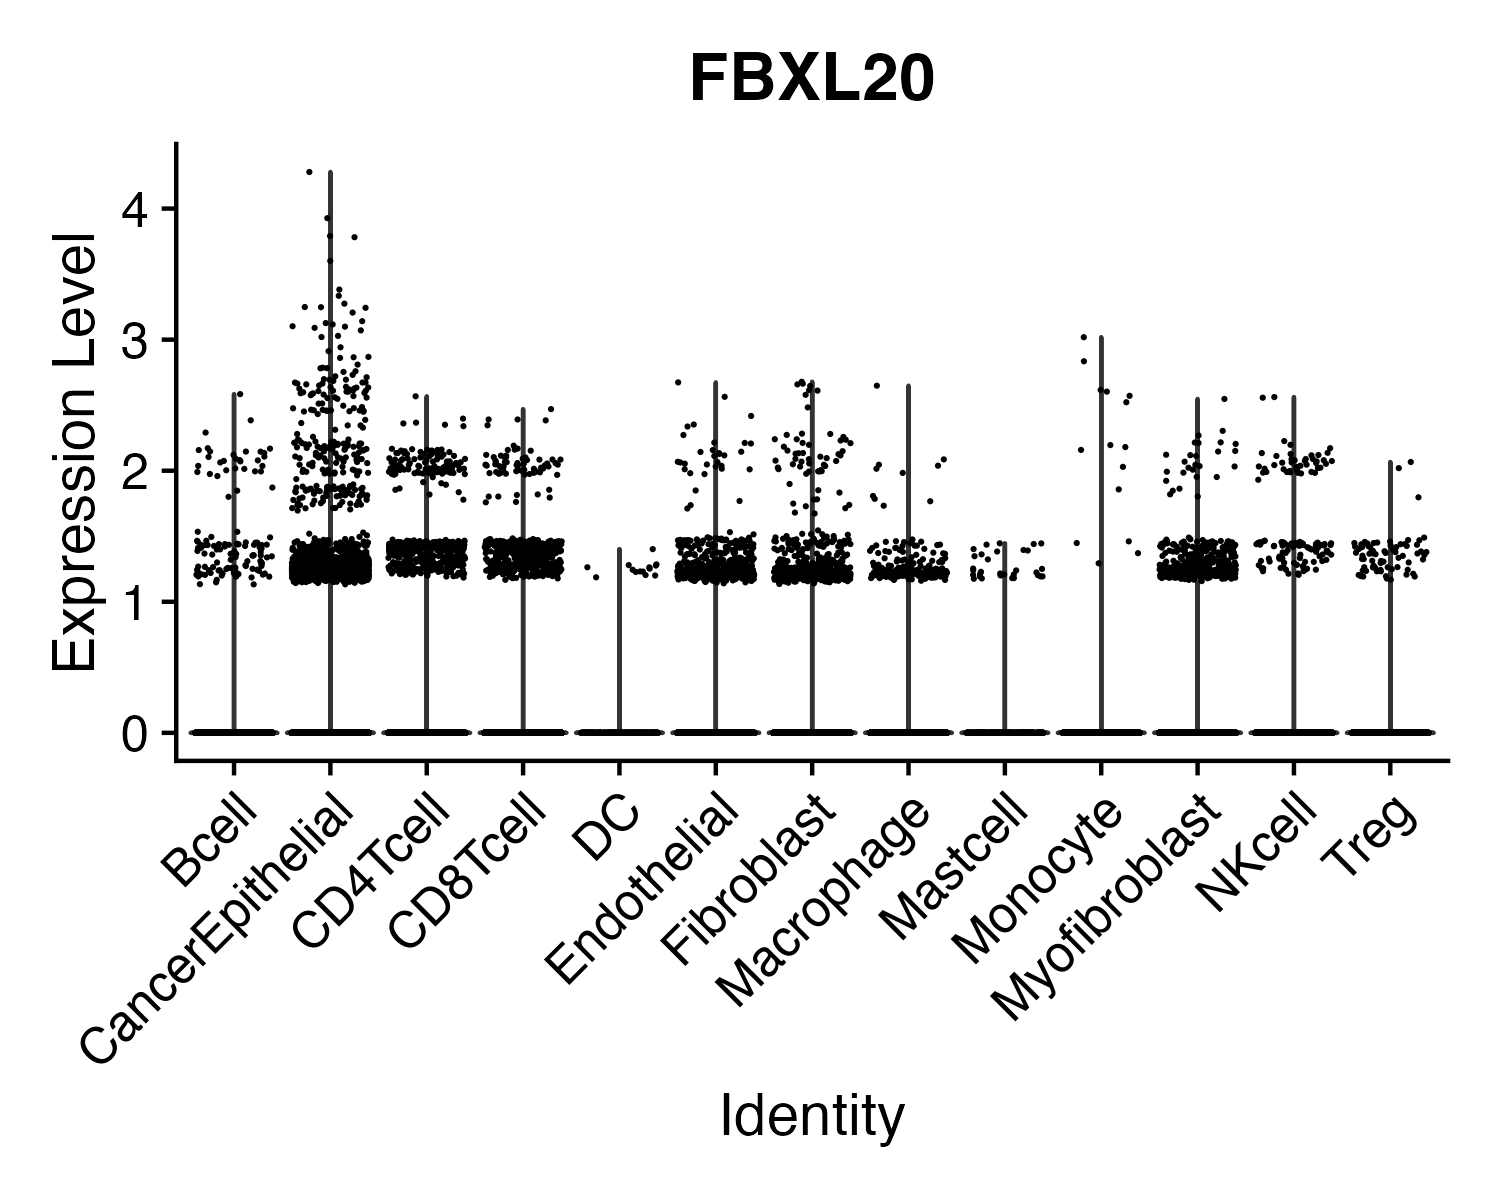 FBXL20
Expression Level
4
3
2
1
0
Bcell
CancerEpithelial
CD4Tcell
CD8Tcell
DC
Endothelial
Fibroblast
Macrophage
Mastcell
Monocyte
Myofibroblast
NKcell
Treg
Identity